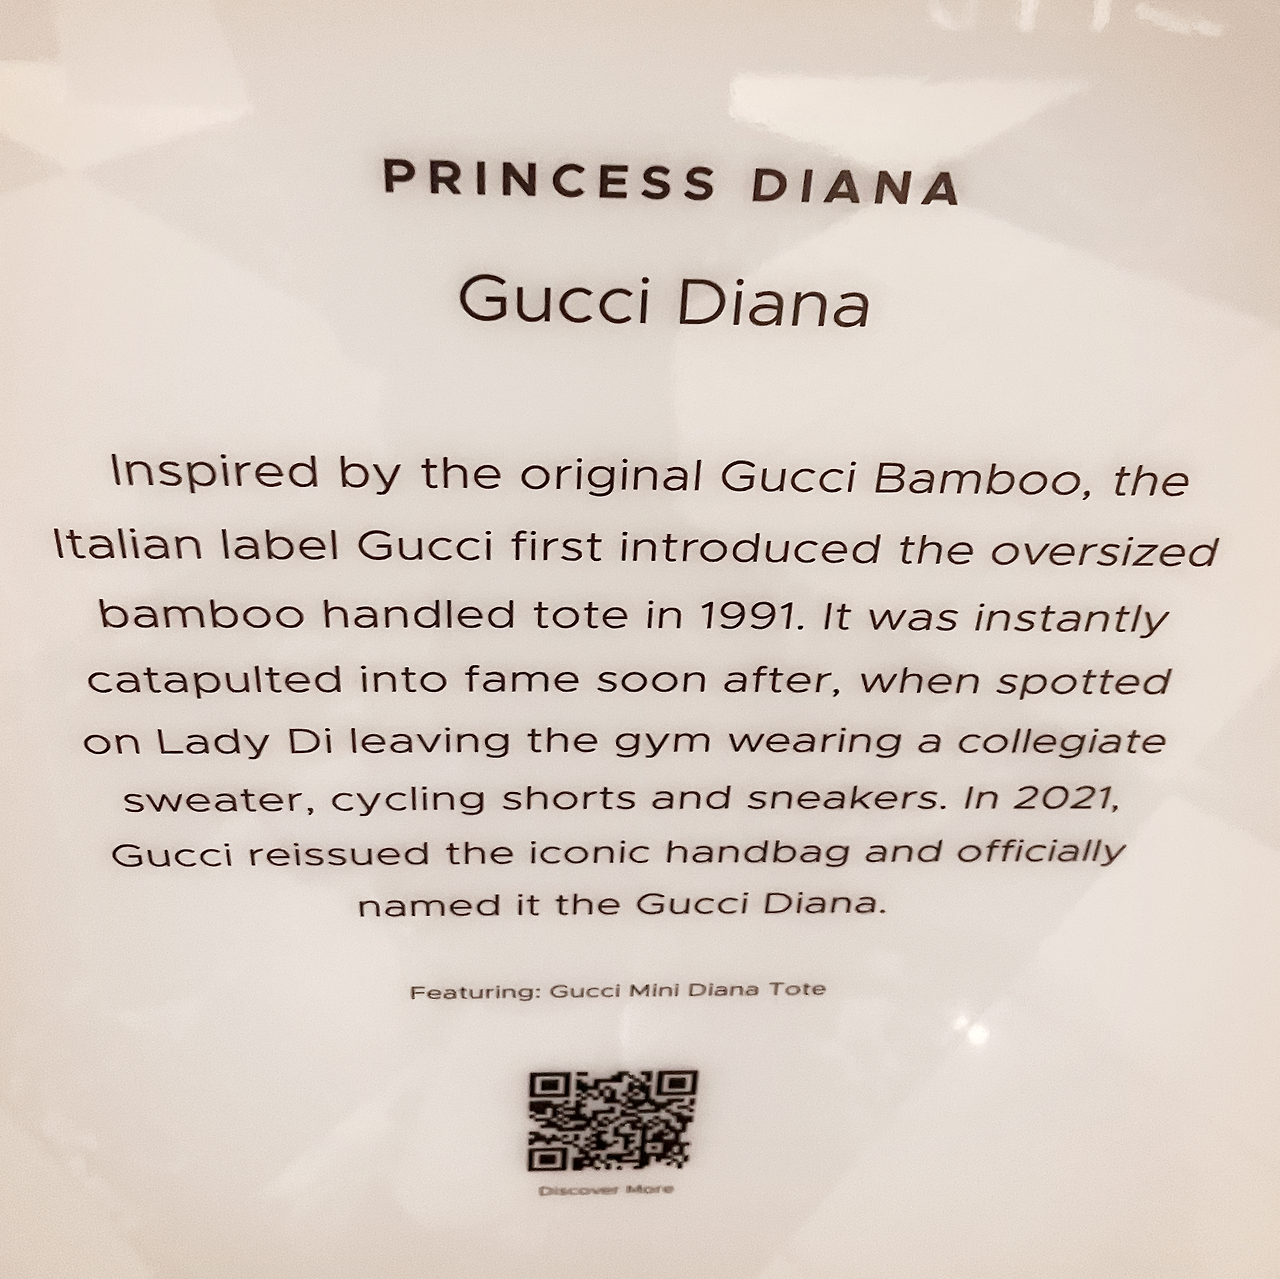 PRINCESS DIANA
Gucci Diana
Inspired by the original Gucci Bamboo, the
Italian label Gucci first introduced the oversized
bamboo handled tote in 1991. It was instantly
catapulted into fame soon after, when spotted
on Lady Di leaving the gym wearing a collegiate
sweater, cycling shorts and sneakers. In 2021,
Gucci reissued the iconic handbag and officially
named it the Gucci Diana.
Featuring: Gucci Mini Diana Tote
Discover More